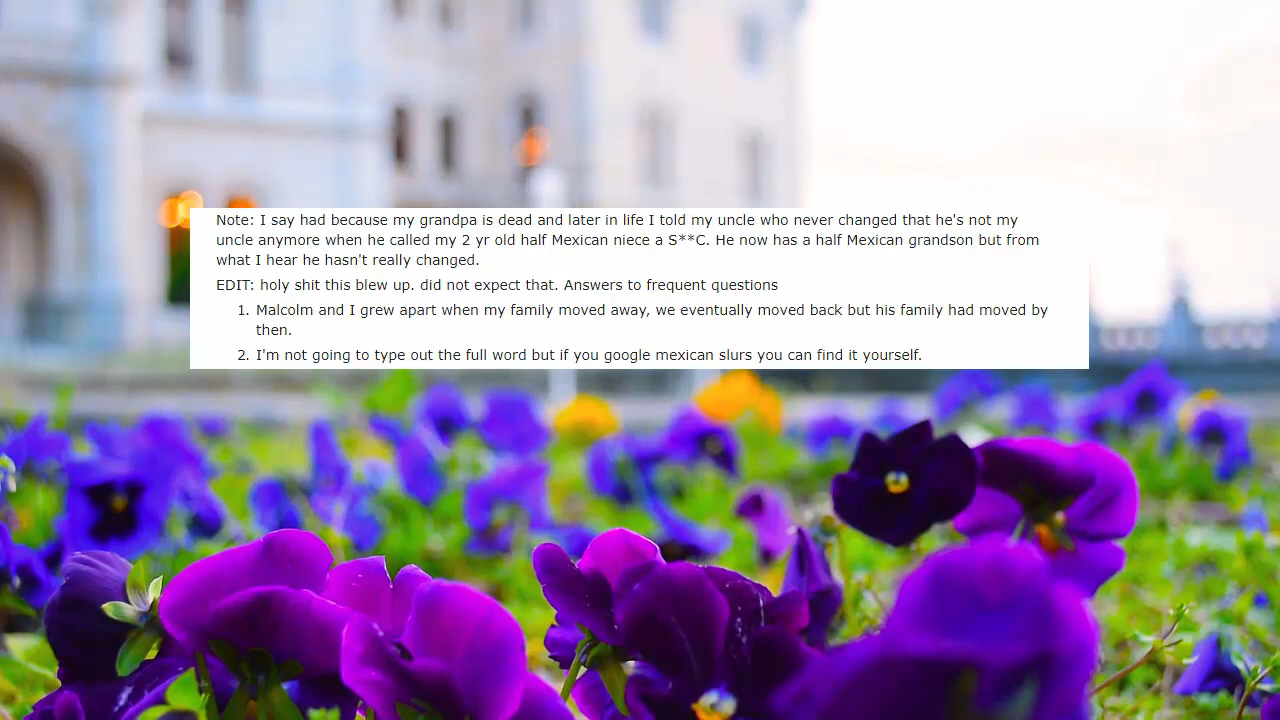 Note: I say had because my grandpa is dead and later in life I told my uncle who never changed that he's not my
uncle anymore when he called my 2 yr old half Mexican niece a S**C. He now has a half Mexican grandson but from
what I hear he hasn't really changed.
EDIT: holy shit this blew up. did not expect that. Answers to frequent questions
1. Malcolm and I grew apart when my family moved away, we eventually moved back but his family had moved by
then.
2. I'm not going to type out the full word but if you google mexican slurs you can find it yourself.